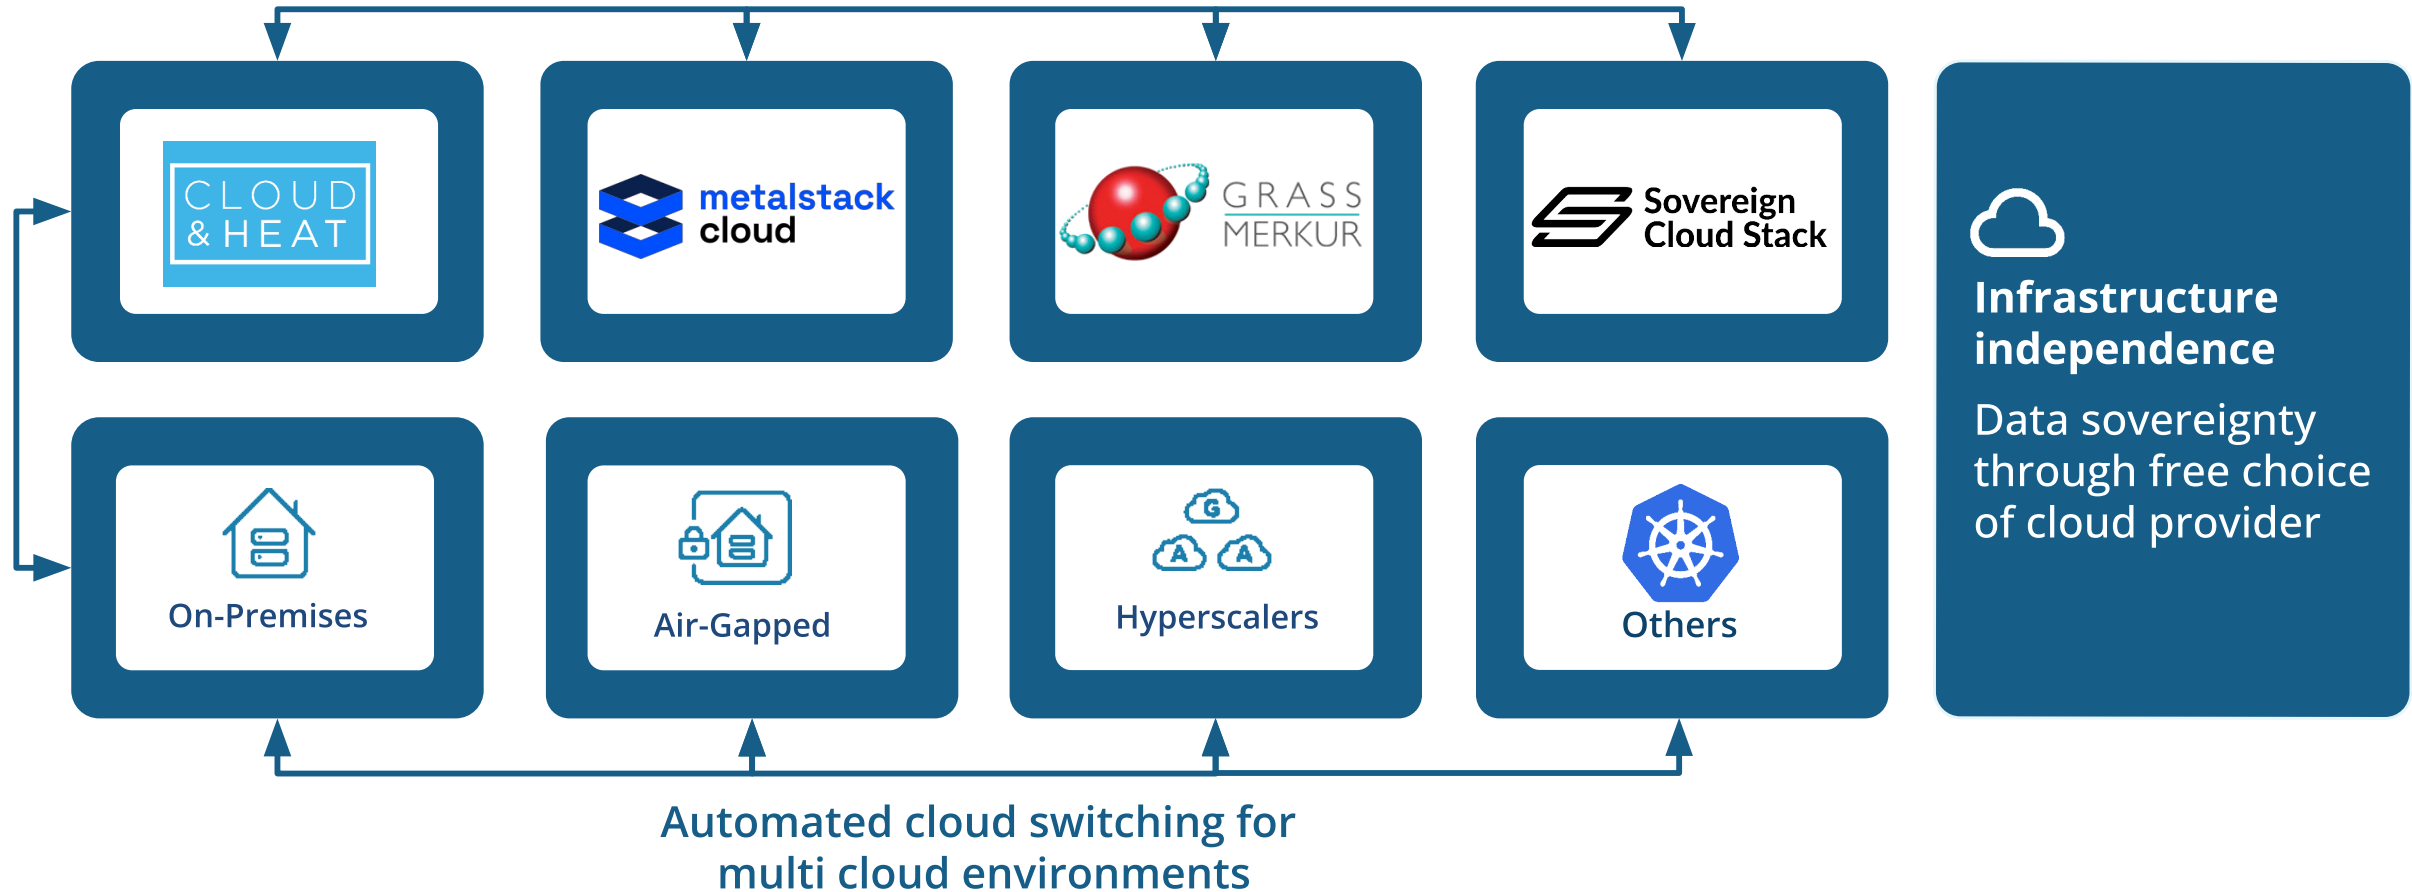 CLOUD
& HEAT
metalstack
cloud
GRASS
MERKUR
Sovereign
Cloud Stack
Infrastructure
independence
Data sovereignty
through free choice
of cloud provider
On-Premises
Air-Gapped
G
A A
Hyperscalers
Others
Automated cloud switching for
multi cloud environments